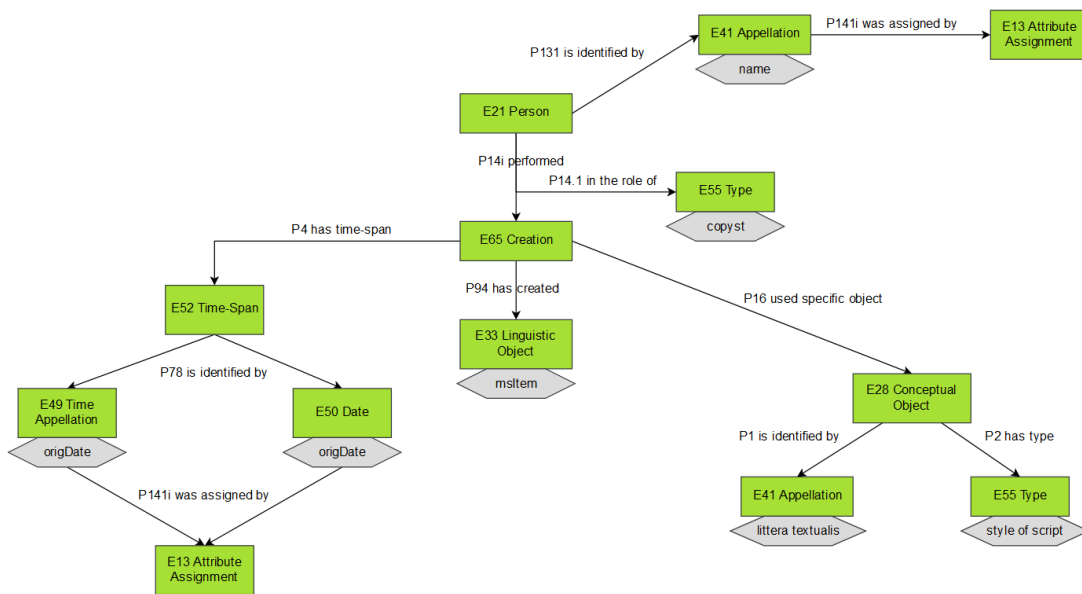 P141i was assigned by
E41 Appellation
E13 Attribute
Assignment
P131 is identified by
name
E21 Person
P14i performed
P14.1 in the role of
E55 Type
copyst
P4 has time-span
E65 Creation
P94 has created
P16 used specific object
E52 Time-Span
E33 Linguistic
Object
msItem
P78 is identified by
E49 Time
Appellation
origDate
E50 Date
origDate
E28 Conceptual
Object
P1 is identified by
P2 has type
P141i was assigned by
E41 Appellation
littera textualis
E55 Type
style of script
E13 Attribute
Assignment